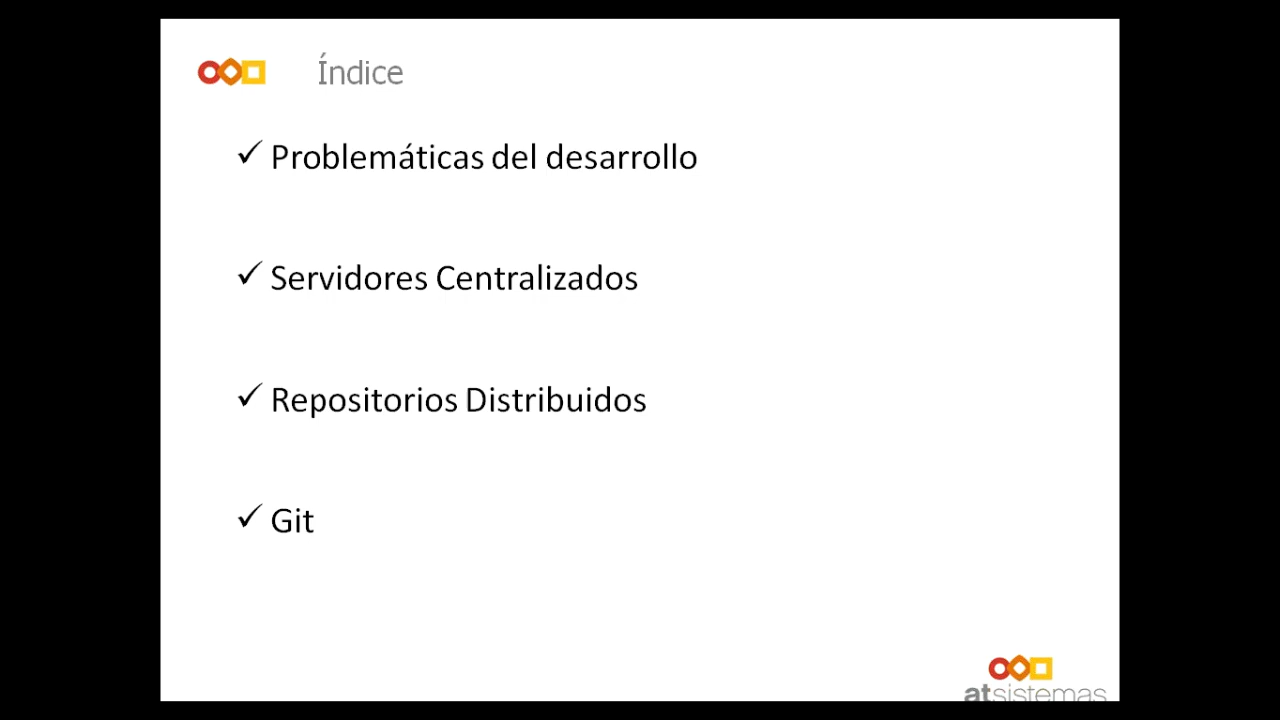 Índice
✓ Problemáticas del desarrollo
✓ Servidores Centralizados
✓ Repositorios Distribuidos
✓ Git
atsistemas